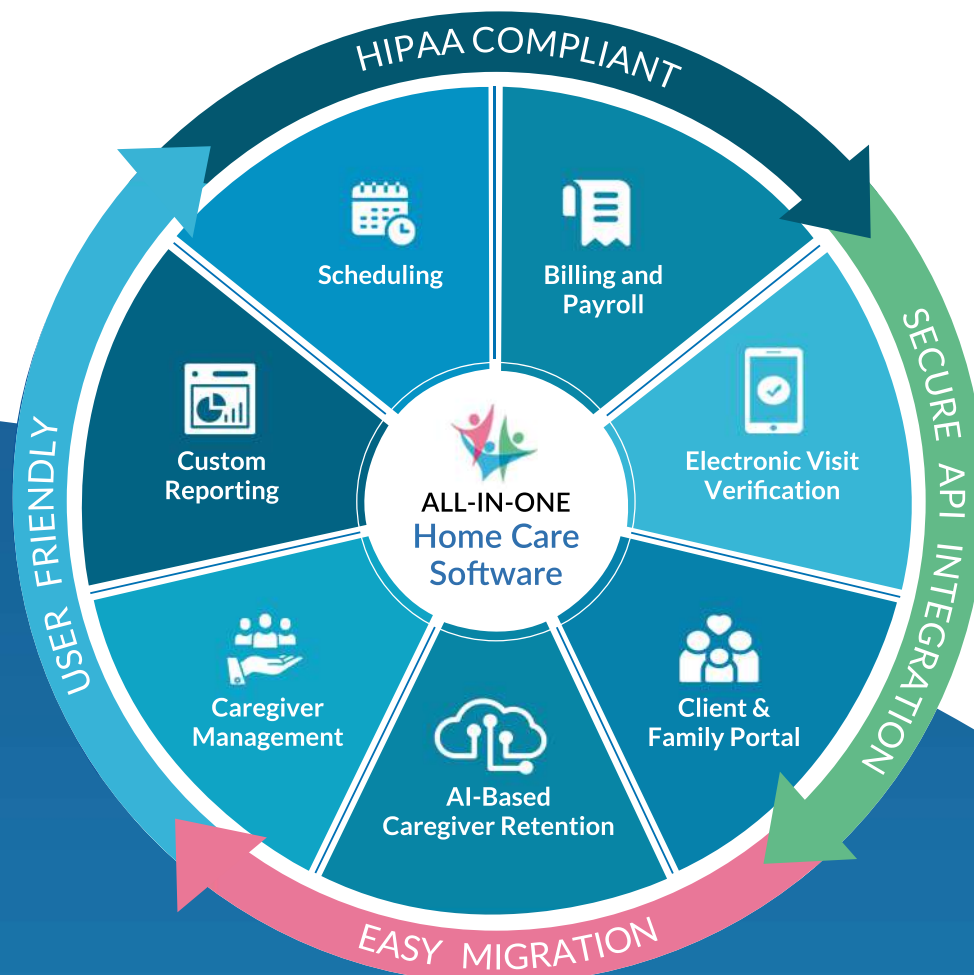 HIPAA COMPLIANT
SECURE API INTEGRATION
EASY MIGRATION
USER FRIENDLY
Scheduling
Billing and
Payroll
Electronic Visit
Verification
Client &
Family Portal
AI-Based
Caregiver Retention
Caregiver
Management
Custom
Reporting
ALL-IN-ONE
Home Care
Software